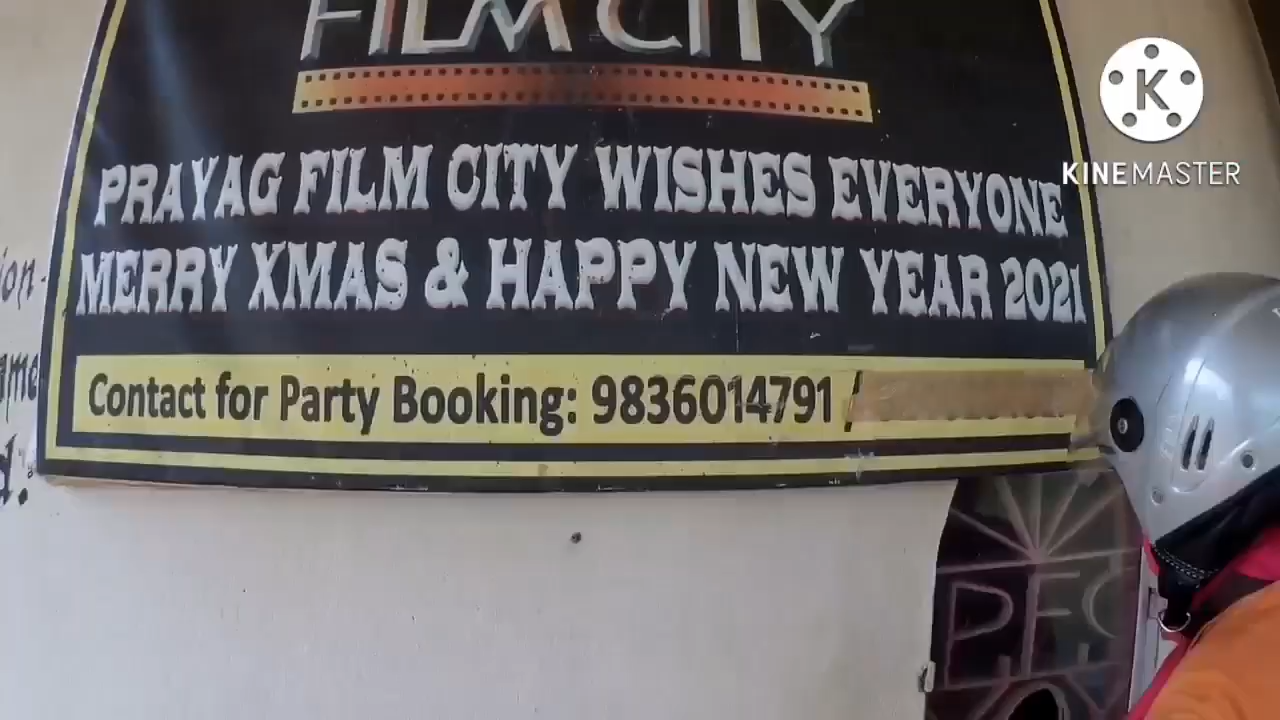 FILM CITY
PRAYAG FILM CITY WISHES EVERYONE
MERRY XMAS & HAPPY NEW YEAR 2021
Contact for Party Booking: 9836014791 /
K
KINEMASTER
PFC